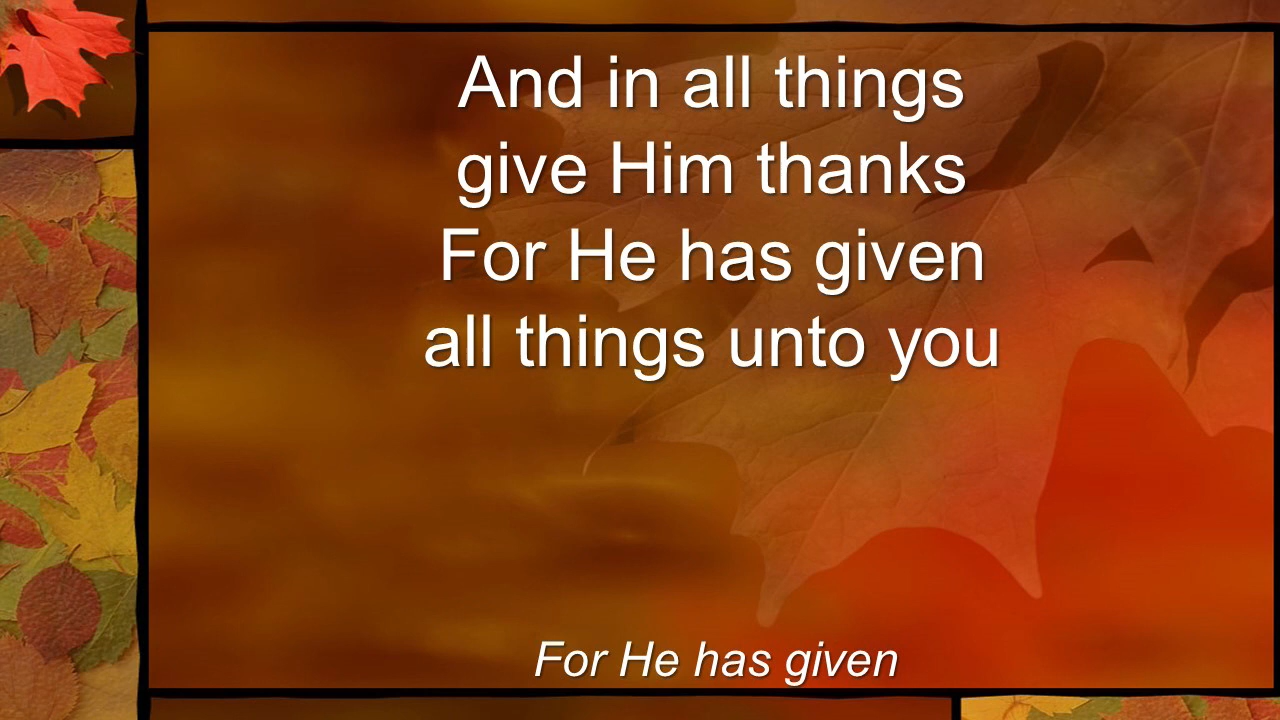 And in all things
give Him thanks
For He has given
all things unto you
For He has given